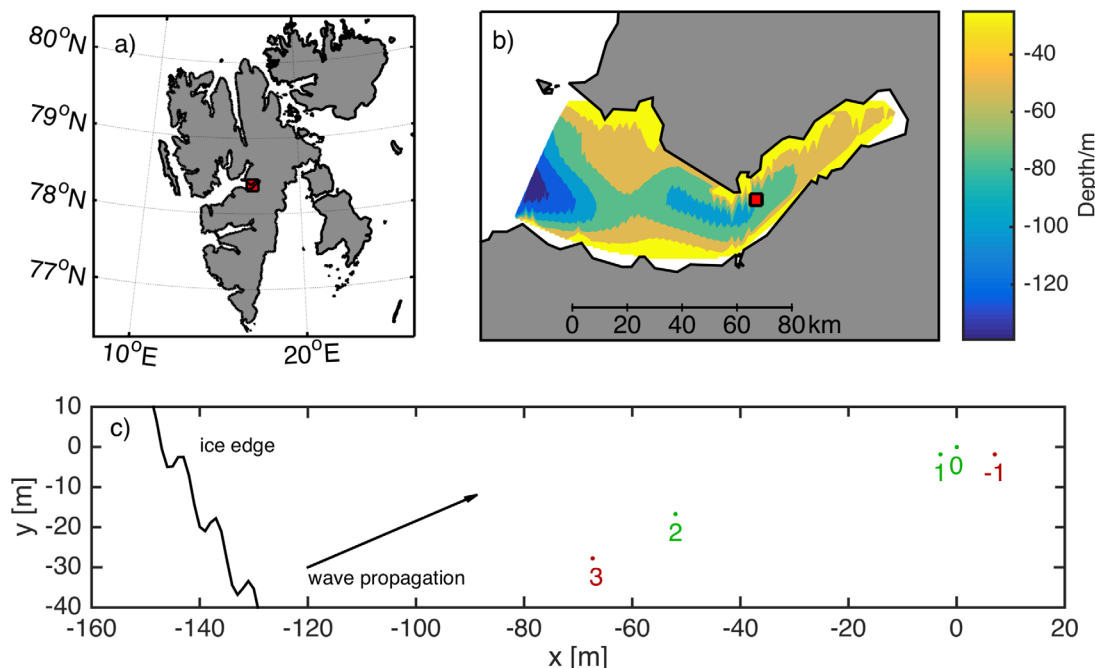 a)
80°N
79°N
78°N
77°N
10°E
20°E
b)
0 20 40 60 80 km
-40
-60
-80
-100
-120
Depth/m
c)
10
0
-10
-20
-30
-40
y [m]
ice edge
wave propagation
1
0
-1
2
3
-160 -140 -120 -100 -80 -60 -40 -20 0 20
x [m]